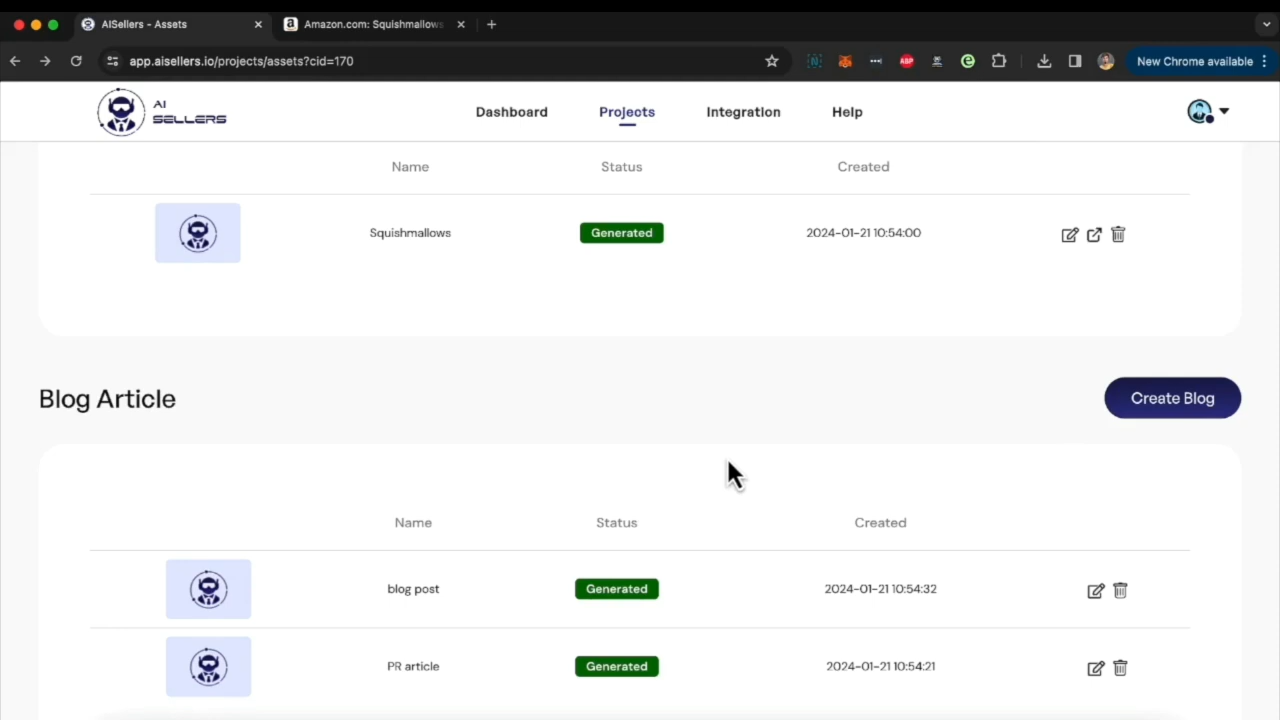 AISellers - Assets
Amazon.com: Squishmallows
app.aisellers.io/projects/assets?cid=170
ABP
New Chrome available
AI
SELLERS
Dashboard
Projects
Integration
Help
Name
Status
Created
Squishmallows
Generated
2024-01-21 10:54:00
Blog Article
Create Blog
Name
Status
Created
blog post
Generated
2024-01-21 10:54:32
PR article
Generated
2024-01-21 10:54:21